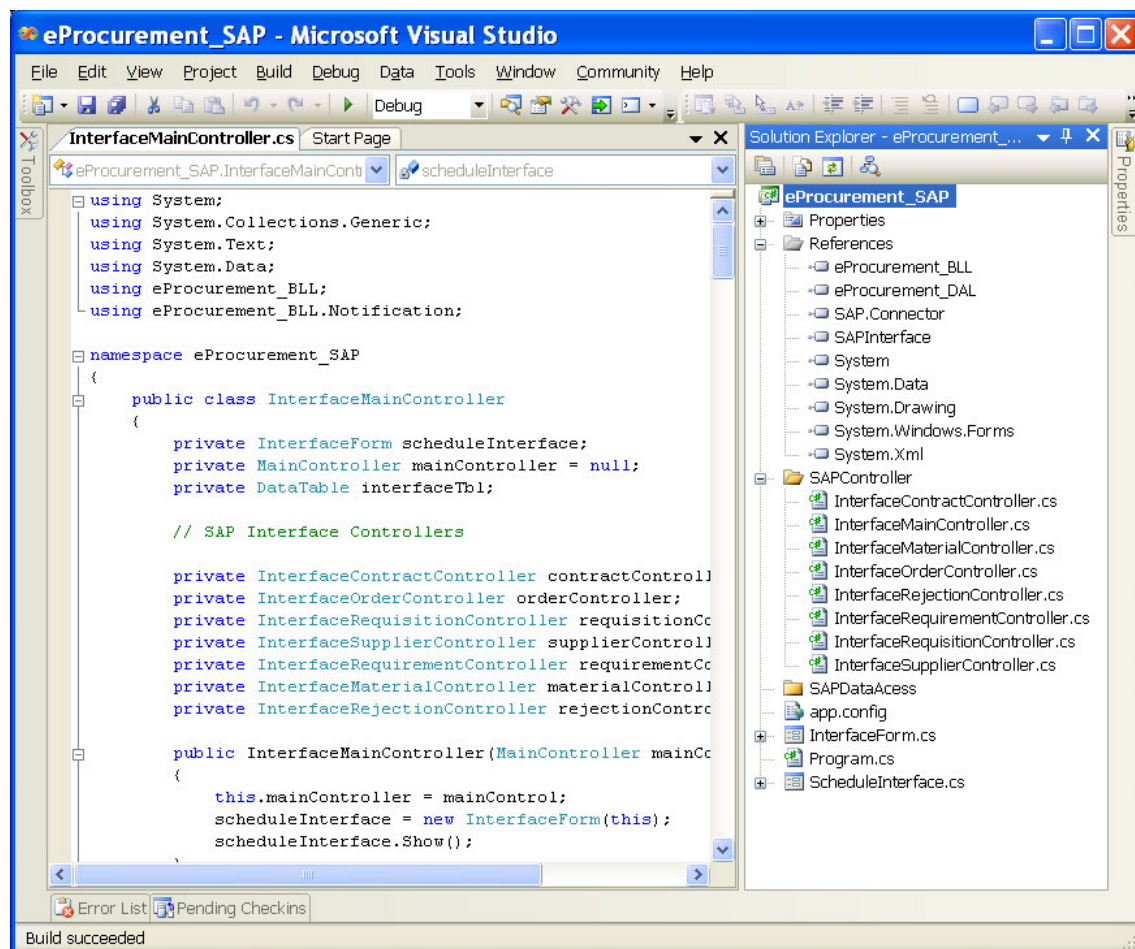 eProcurement_SAP - Microsoft Visual Studio
File Edit View Project Build Debug Data Tools Window Community Help
Debug
Toolbox
InterfaceMainController.cs Start Page
eProcurement_SAP.InterfaceMainConti scheduleInterface
using System;
using System.Collections.Generic;
using System.Text;
using System.Data;
using eProcurement_BLL;
using eProcurement_BLL.Notification;
namespace eProcurement_SAP
{
public class InterfaceMainController
{
private InterfaceForm scheduleInterface;
private MainController mainController = null;
private DataTable interfaceTbl;
// SAP Interface Controllers
private InterfaceContractController contractControll
private InterfaceOrderController orderController;
private InterfaceRequisitionController requisitionCo
private InterfaceSupplierController supplierControll
private InterfaceRequirementController requirementCo
private InterfaceMaterialController materialControll
private InterfaceRejectionController rejectionContro
public InterfaceMainController(MainController mainCo
{
this.mainController = mainControl;
scheduleInterface = new InterfaceForm(this);
scheduleInterface.Show();
Solution Explorer - eProcurement_...
eProcurement_SAP
Properties
References
eProcurement_BLL
eProcurement_DAL
SAP.Connector
SAPInterface
System
System.Data
System.Drawing
System.Windows.Forms
System.Xml
SAPController
InterfaceContractController.cs
InterfaceMainController.cs
InterfaceMaterialController.cs
InterfaceOrderController.cs
InterfaceRejectionController.cs
InterfaceRequirementController.cs
InterfaceRequisitionController.cs
InterfaceSupplierController.cs
SAPDataAcess
app.config
InterfaceForm.cs
Program.cs
ScheduleInterface.cs
Properties
Error List Pending Checkins
Build succeeded